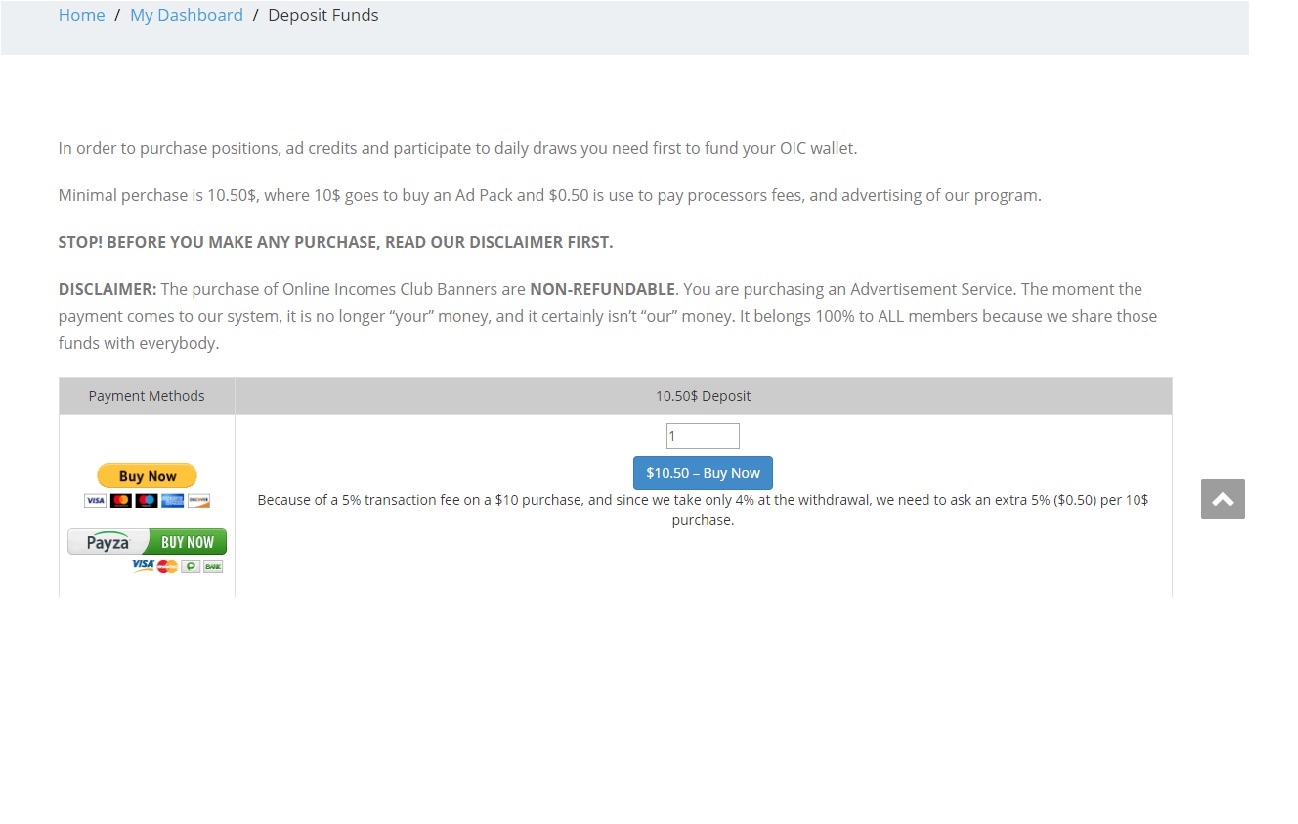 Home / My Dashboard / Deposit Funds
In order to purchase positions, ad credits and participate to daily draws you need first to fund your OIC wallet.
Minimal perchase is 10.50$, where 10$ goes to buy an Ad Pack and $0.50 is use to pay processors fees, and advertising of our program.
STOP! BEFORE YOU MAKE ANY PURCHASE, READ OUR DISCLAIMER FIRST.
DISCLAIMER: The purchase of Online Incomes Club Banners are NON-REFUNDABLE. You are purchasing an Advertisement Service. The moment the
payment comes to our system, it is no longer “your” money, and it certainly isn’t “our” money. It belongs 100% to ALL members because we share those
funds with everybody.
Payment Methods 10.50$ Deposit
1
$10.50 – Buy Now
Because of a 5% transaction fee on a $10 purchase, and since we take only 4% at the withdrawal, we need to ask an extra 5% ($0.50) per 10$
purchase.
Buy Now
VISA DISCOVER
Payza BUY NOW
VISA BANK